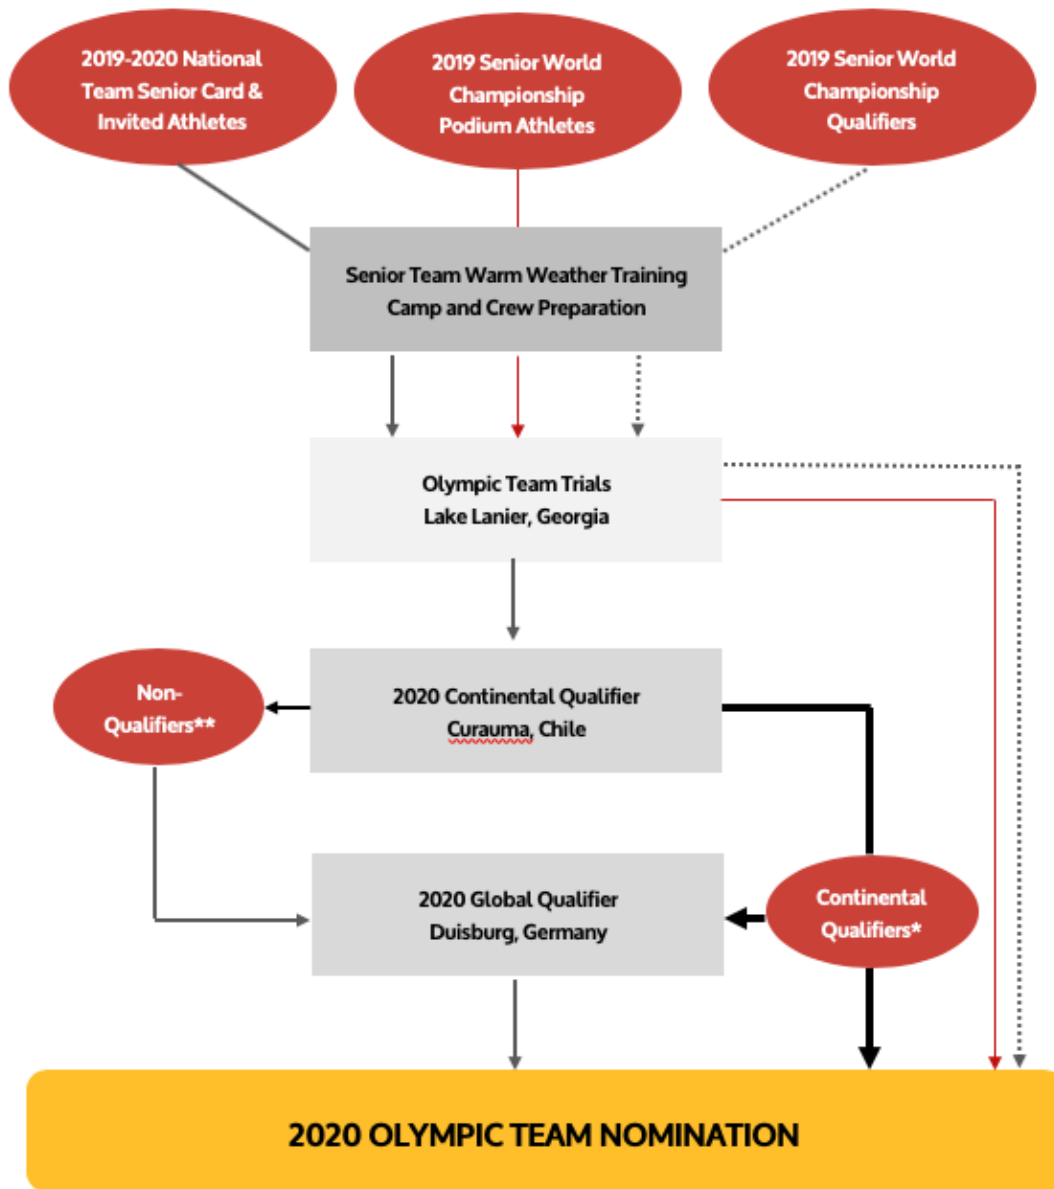 2019-2020 National
Team Senior Card &
Invited Athletes
2019 Senior World
Championship
Podium Athletes
2019 Senior World
Championship
Qualifiers
Senior Team Warm Weather Training
Camp and Crew Preparation
Olympic Team Trials
Lake Lanier, Georgia
2020 Continental Qualifier
Curauma, Chile
Non-
Qualifiers**
2020 Global Qualifier
Duisburg, Germany
Continental
Qualifiers*
2020 OLYMPIC TEAM NOMINATION